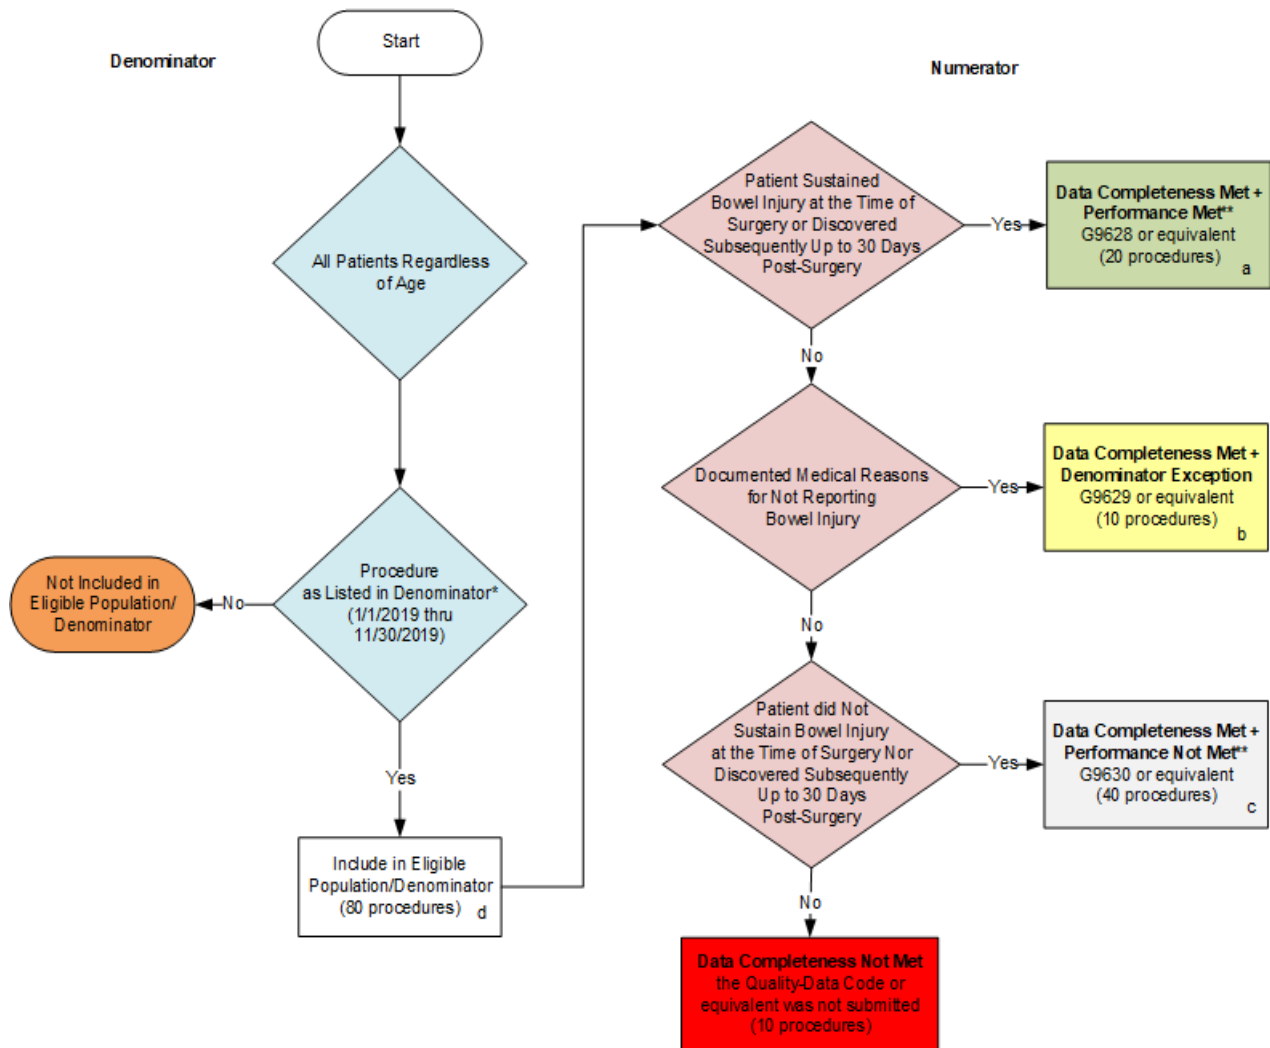 Start
Denominator
All Patients Regardless
of Age
Procedure
as Listed in Denominator*
(1/1/2019 thru
11/30/2019)
No
Not Included in
Eligible Population/
Denominator
Yes
Include in Eligible
Population/Denominator
(80 procedures) d
Numerator
Patient Sustained
Bowel Injury at the Time of
Surgery or Discovered
Subsequently Up to 30 Days
Post-Surgery
Yes
Data Completeness Met +
Performance Met**
G9628 or equivalent
(20 procedures)
a
No
Documented Medical Reasons
for Not Reporting
Bowel Injury
Yes
Data Completeness Met +
Denominator Exception
G9629 or equivalent
(10 procedures)
b
No
Patient did Not
Sustain Bowel Injury
at the Time of Surgery Nor
Discovered Subsequently
Up to 30 Days
Post-Surgery
Yes
Data Completeness Met +
Performance Not Met**
G9630 or equivalent
(40 procedures)
c
No
Data Completeness Not Met
the Quality-Data Code or
equivalent was not submitted
(10 procedures)